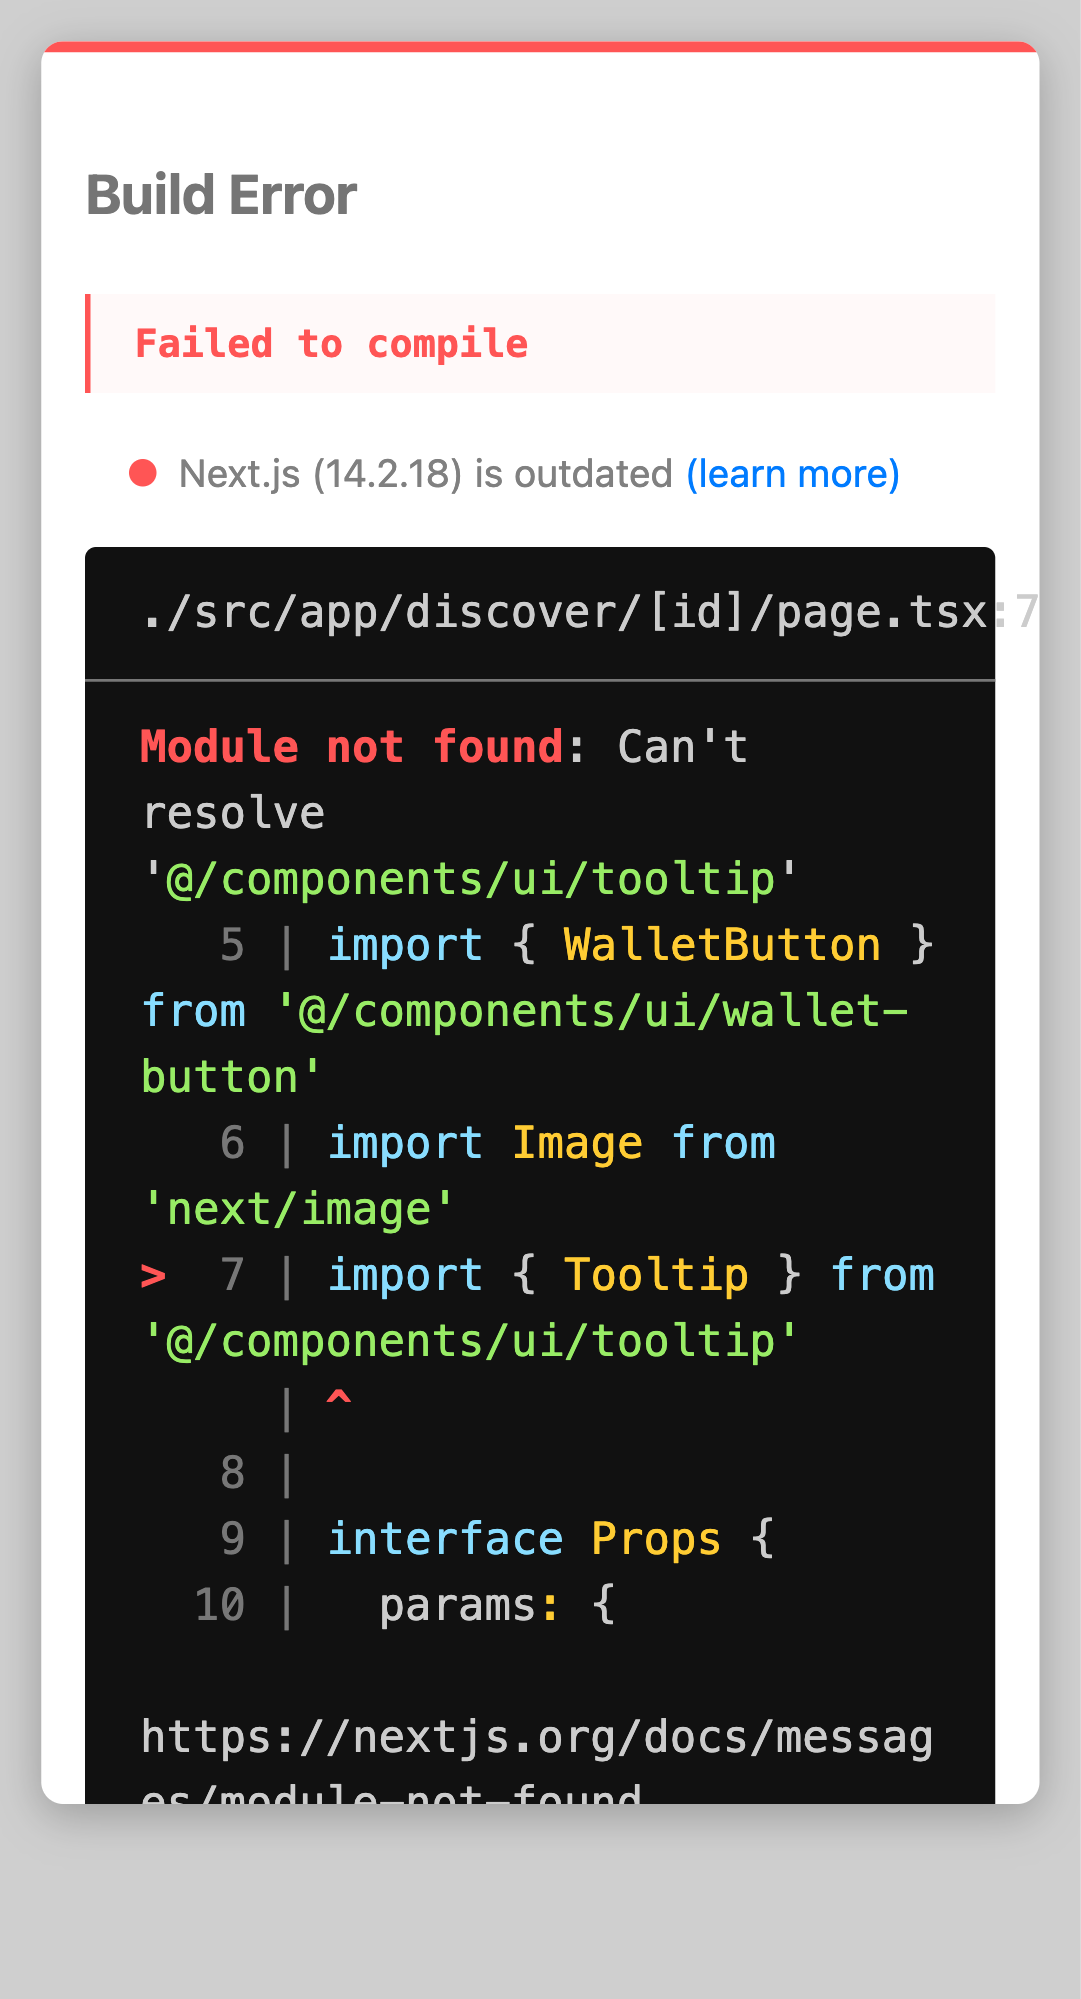 Build Error
Failed to compile
Next.js (14.2.18) is outdated (learn more)
./src/app/discover/[id]/page.tsx:7
Module not found: Can't
resolve
'@/components/ui/tooltip'
5 | import { WalletButton }
from '@/components/ui/wallet-
button'
6 | import Image from
'next/image'
> 7 | import { Tooltip } from
'@/components/ui/tooltip'
| ^
8 |
9 | interface Props {
10 |   params: {
https://nextjs.org/docs/messag
es/module-not-found